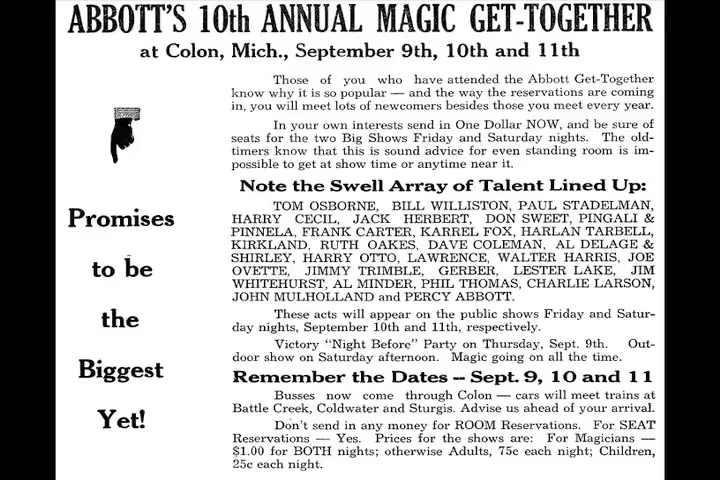 ABBOTT'S 10th ANNUAL MAGIC GET-TOGETHER
at Colon, Mich., September 9th, 10th and 11th
Those of you who have attended the Abbott Get-Together
know why it is so popular — and the way the reservations are coming
in, you will meet lots of newcomers besides those you meet every year.
In your own interests send in One Dollar NOW, and be sure of
seats for the two Big Shows Friday and Saturday nights. The old-
timers know that this is sound advice for even standing room is im-
possible to get at show time or anytime near it.
Note the Swell Array of Talent Lined Up:
TOM OSBORNE, BILL WILLISTON, PAUL STADELMAN,
HARRY CECIL, JACK HERBERT, DON SWEET, PINGALI &
PINNELA, FRANK CARTER, KARREL FOX, HARLAN TARBELL,
KIRKLAND, RUTH OAKES, DAVE COLEMAN, AL DELAGE &
SHIRLEY, HARRY OTTO, LAWRENCE, WALTER HARRIS, JOE
OVETTE, JIMMY TRIMBLE, GERBER, LESTER LAKE, JIM
WHITEHURST, AL MINDER, PHIL THOMAS, CHARLIE LARSON,
JOHN MULHOLLAND and PERCY ABBOTT.
These acts will appear on the public shows Friday and Satur-
day nights, September 10th and 11th, respectively.
Victory "Night Before" Party on Thursday, Sept. 9th. Out-
door show on Saturday afternoon. Magic going on all the time.
Remember the Dates -- Sept. 9, 10 and 11
Busses now come through Colon — cars will meet trains at
Battle Creek, Coldwater and Sturgis. Advise us ahead of your arrival.
Don't send in any money for ROOM Reservations. For SEAT
Reservations — Yes. Prices for the shows are: For Magicians —
$1.00 for BOTH nights; otherwise Adults, 75c each night; Children,
25c each night.
Promises
to be
the
Biggest
Yet!